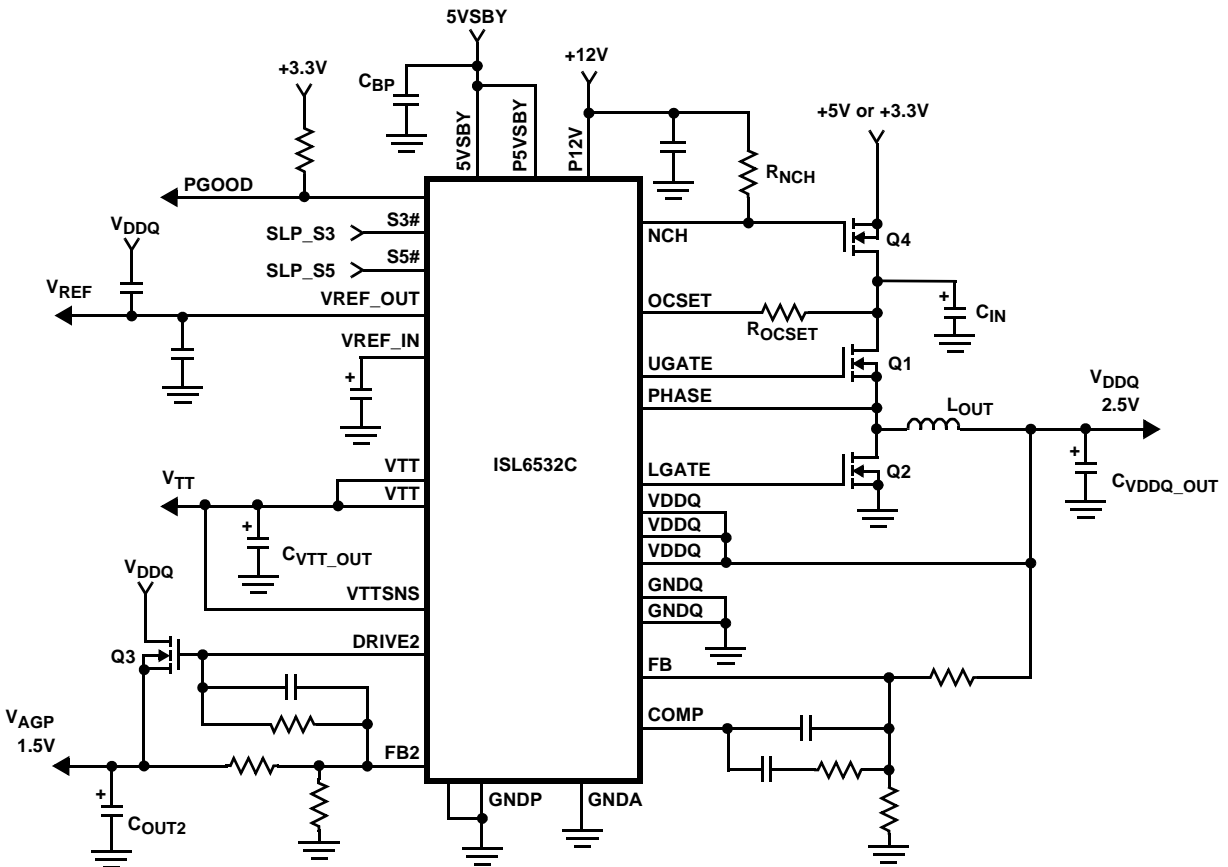 5VSBY
+12V
+3.3V
CBP
+5V or +3.3V
5VSBY
P5VSBY
P12V
RNCH
PGOOD
VDDQ
S3#
SLP_S3
NCH
Q4
S5#
SLP_S5
VREF
VREF_OUT
OCSET
CIN
ROCSET
VREF_IN
UGATE
Q1
PHASE
VDDQ
2.5V
LOUT
VTT
ISL6532C
LGATE
Q2
VTT
VTT
CVDDQ_OUT
VDDQ
VDDQ
VDDQ
CVTT_OUT
VDDQ
VTTSNS
GNDQ
GNDQ
Q3
DRIVE2
FB
VAGP
1.5V
COMP
FB2
GNDP
GNDA
COUT2
+
+
+
+
+